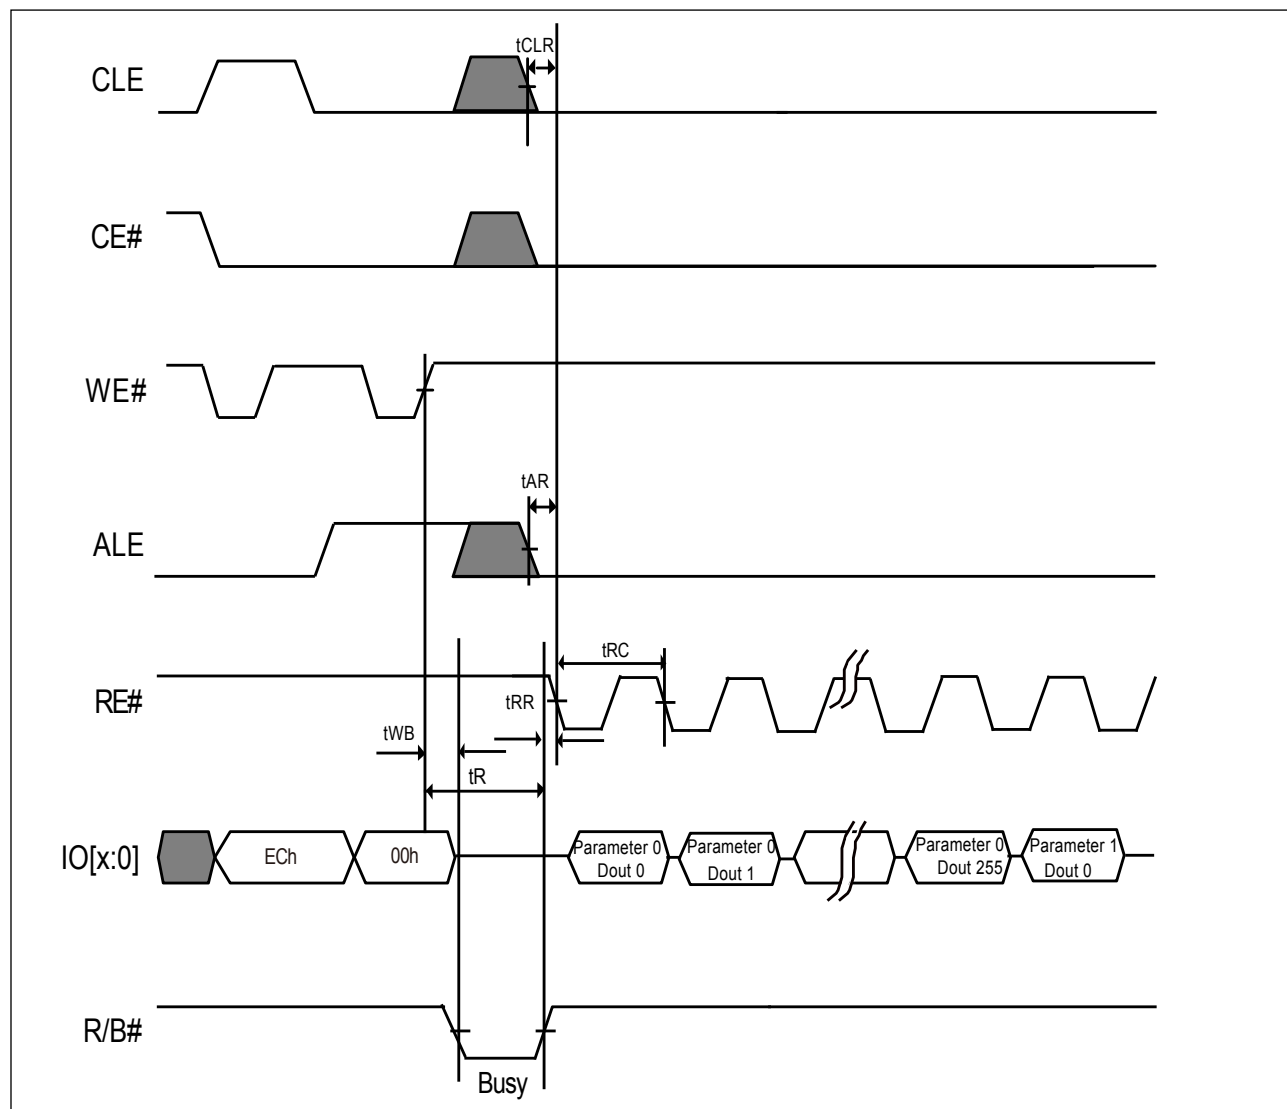 tCLR
CLE
CE#
WE#
tAR
ALE
tRC
RE#
tRR
tWB
tR
IO[x:0]
ECh
00h
Parameter 0
Dout 0
Parameter 0
Dout 1
Parameter 0
Dout 255
Parameter 1
Dout 0
R/B#
Busy